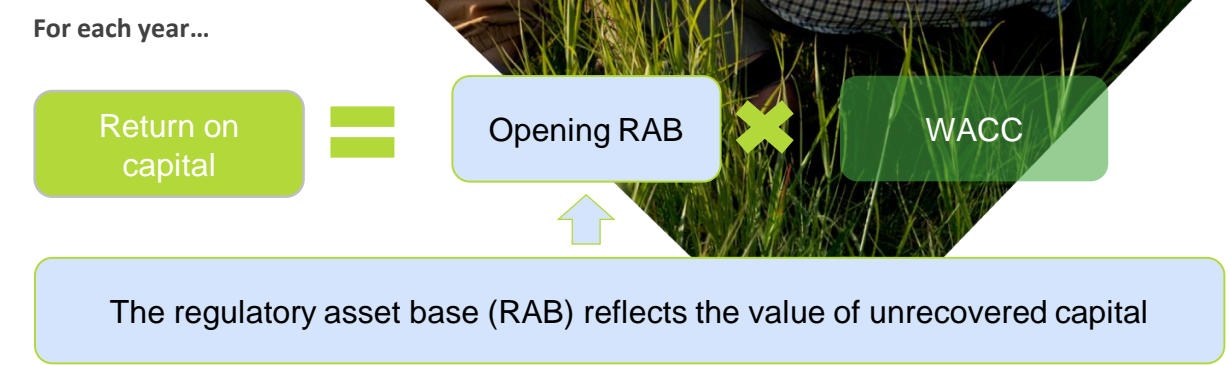 For each year…
Return on
capital
Opening RAB
WACC
The regulatory asset base (RAB) reflects the value of unrecovered capital